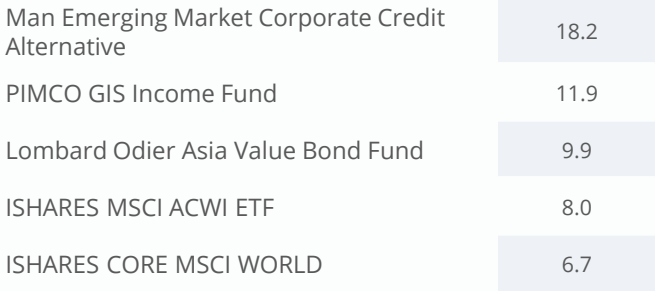 Man Emerging Market Corporate Credit
Alternative
18.2
PIMCO GIS Income Fund 11.9
Lombard Odier Asia Value Bond Fund 9.9
ISHARES MSCI ACWI ETF 8.0
ISHARES CORE MSCI WORLD 6.7